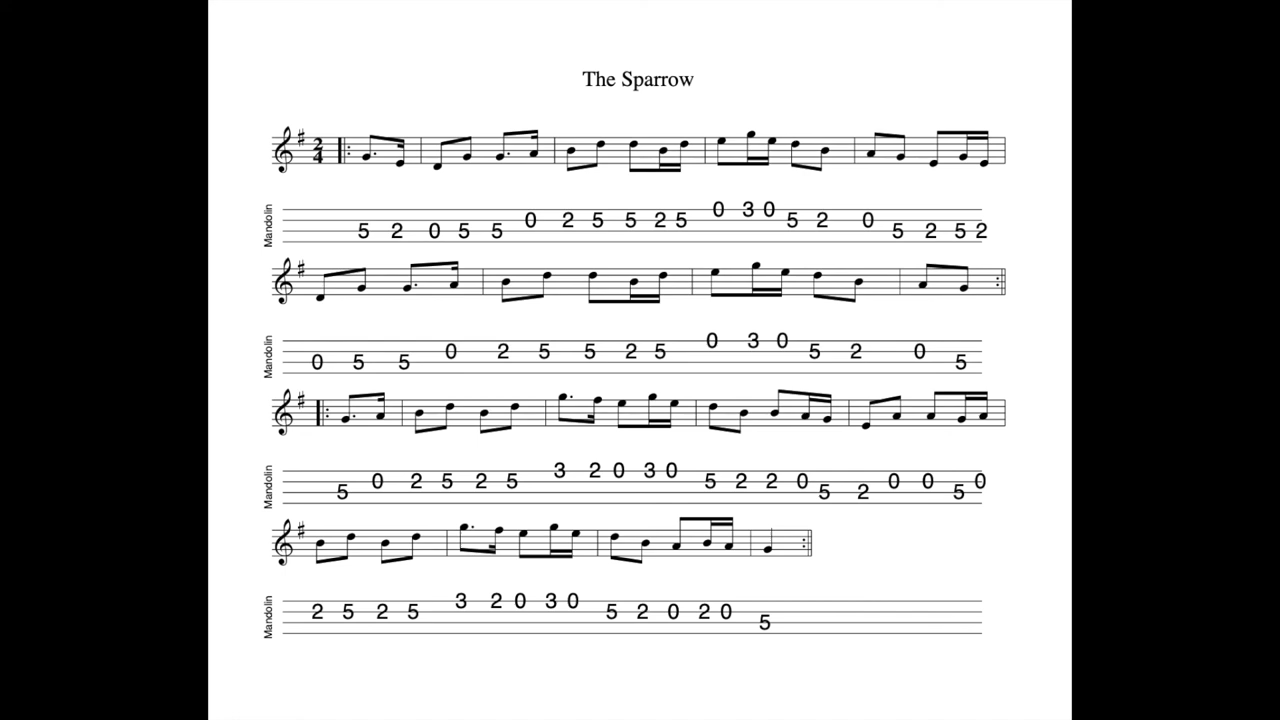 The Sparrow
2
4
Mandolin
5 2 0 5 5 0 2 5 5 2 5 0 3 0 5 2 0 5 2 5 2
Mandolin
0 5 5 0 2 5 5 2 5 0 3 0 5 2 0 5
Mandolin
5 0 2 5 2 5 3 2 0 3 0 5 2 2 0 5 2 0 0 5 0
Mandolin
2 5 2 5 3 2 0 3 0 5 2 0 2 0 5